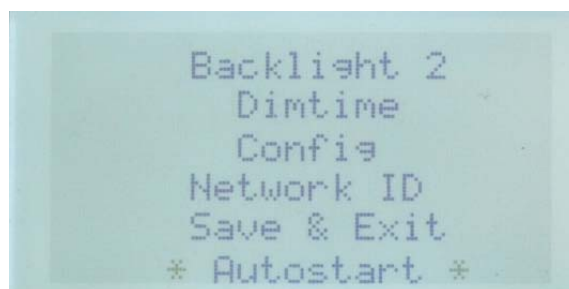 Backlight 2
Dimtime
Config
Network ID
Save & Exit
* Autostart *